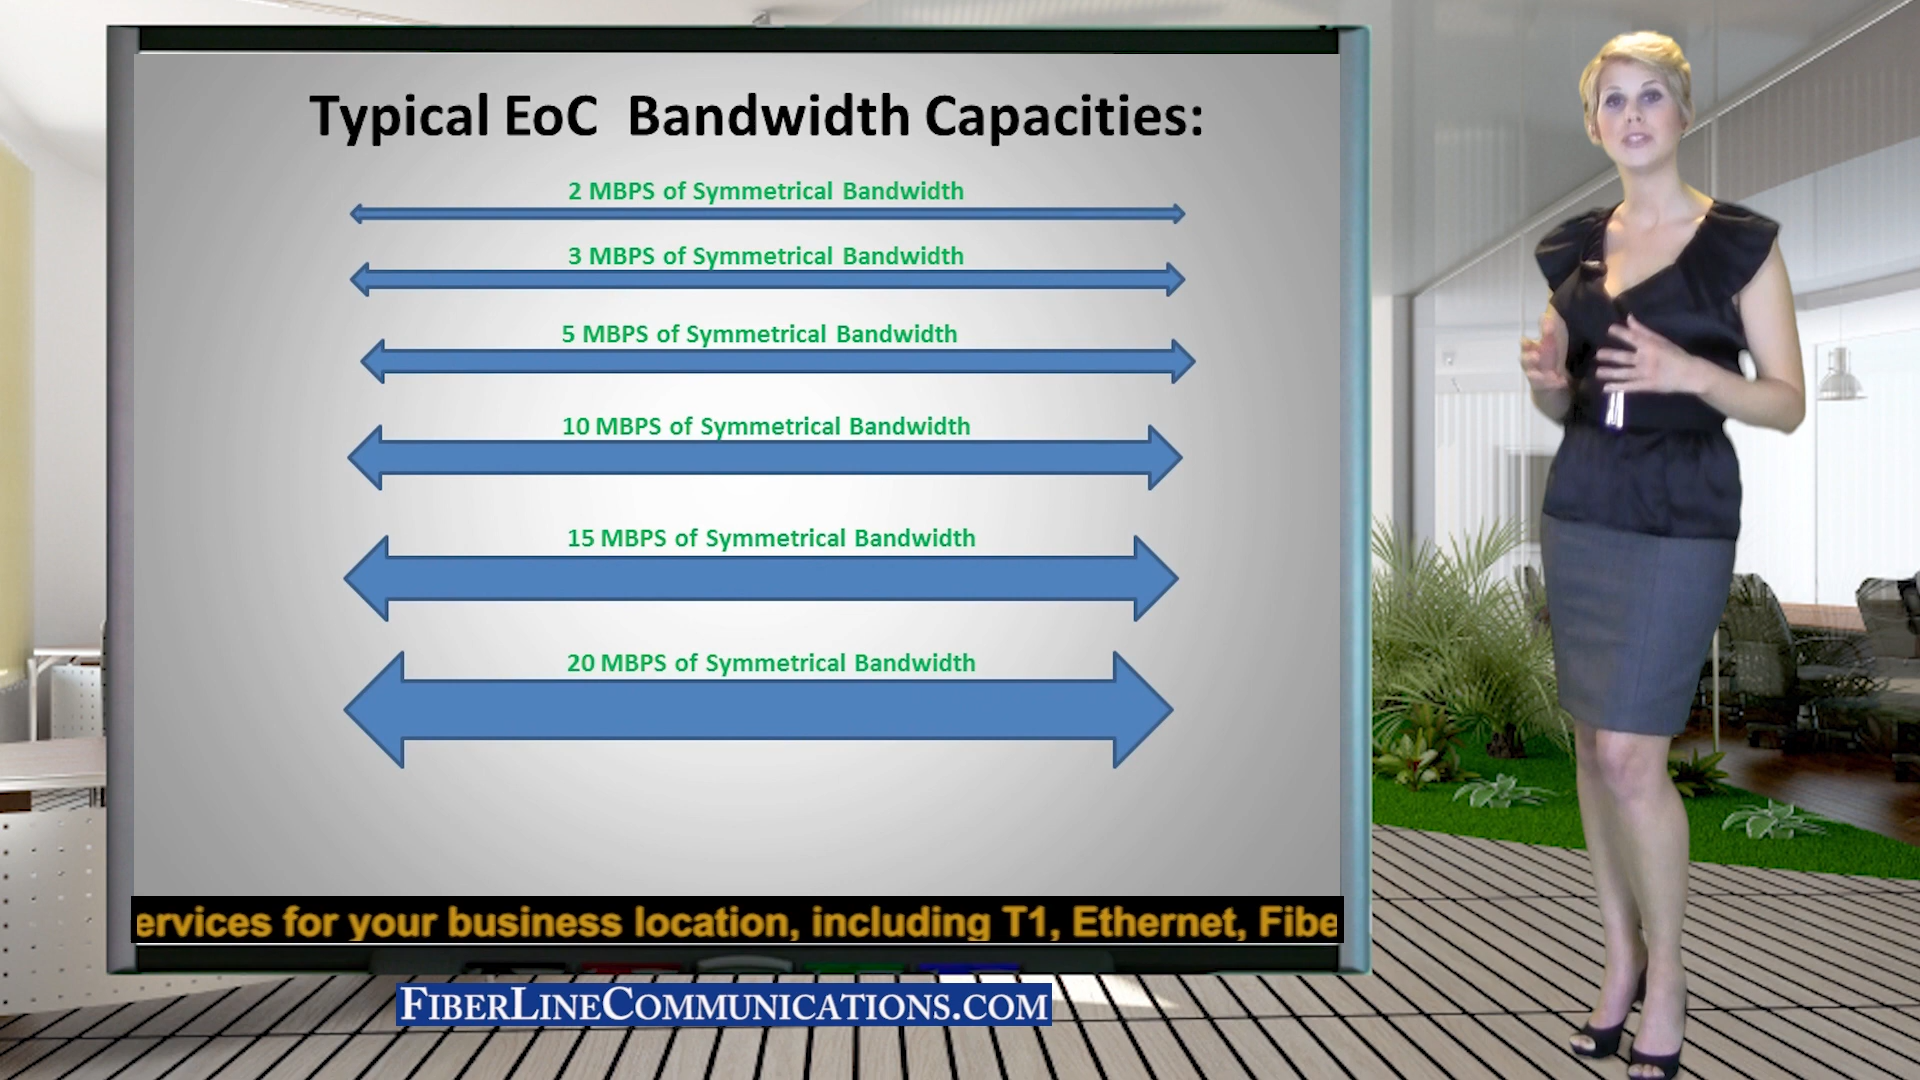 Typical EoC Bandwidth Capacities:
2 MBPS of Symmetrical Bandwidth
3 MBPS of Symmetrical Bandwidth
5 MBPS of Symmetrical Bandwidth
10 MBPS of Symmetrical Bandwidth
15 MBPS of Symmetrical Bandwidth
20 MBPS of Symmetrical Bandwidth
ervices for your business location, including T1, Ethernet, Fibe
FIBERLINECOMMUNICATIONS.COM